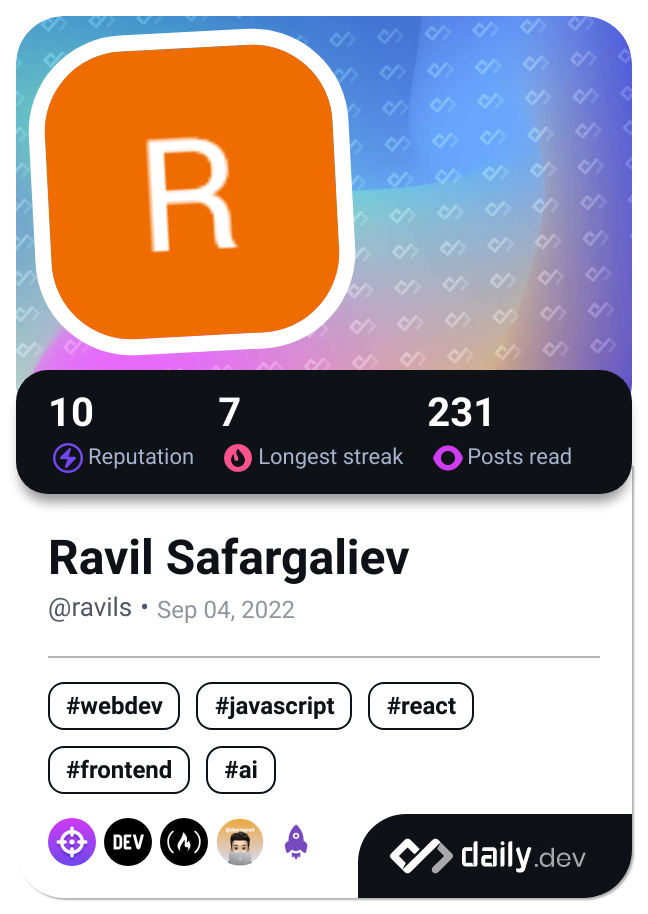 R
10 7 231
Reputation Longest streak Posts read
Ravil Safargaliev
@ravils • Sep 04, 2022
#webdev #javascript #react
#frontend #ai
DEV
daily.dev